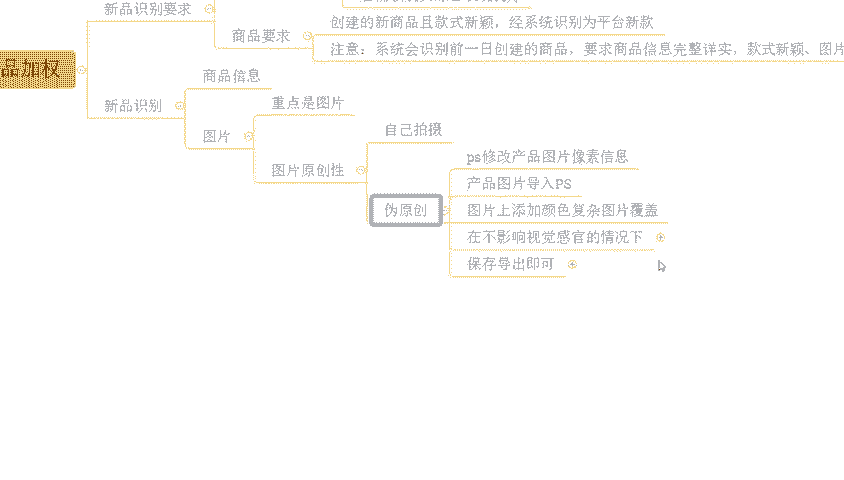 新品识别要求
商品要求
创建的新商品且款式新颖，经系统识别为平台新款
注意：系统会识别前一日创建的商品，要求商品信息完整详实，款式新颖、图片
品加权
新品识别
商品信息
图片
重点是图片
图片原创性
自己拍摄
伪原创
ps修改产品图片像素信息
产品图片导入PS
图片上添加颜色复杂图片覆盖
在不影响视觉感官的情况下
保存导出即可